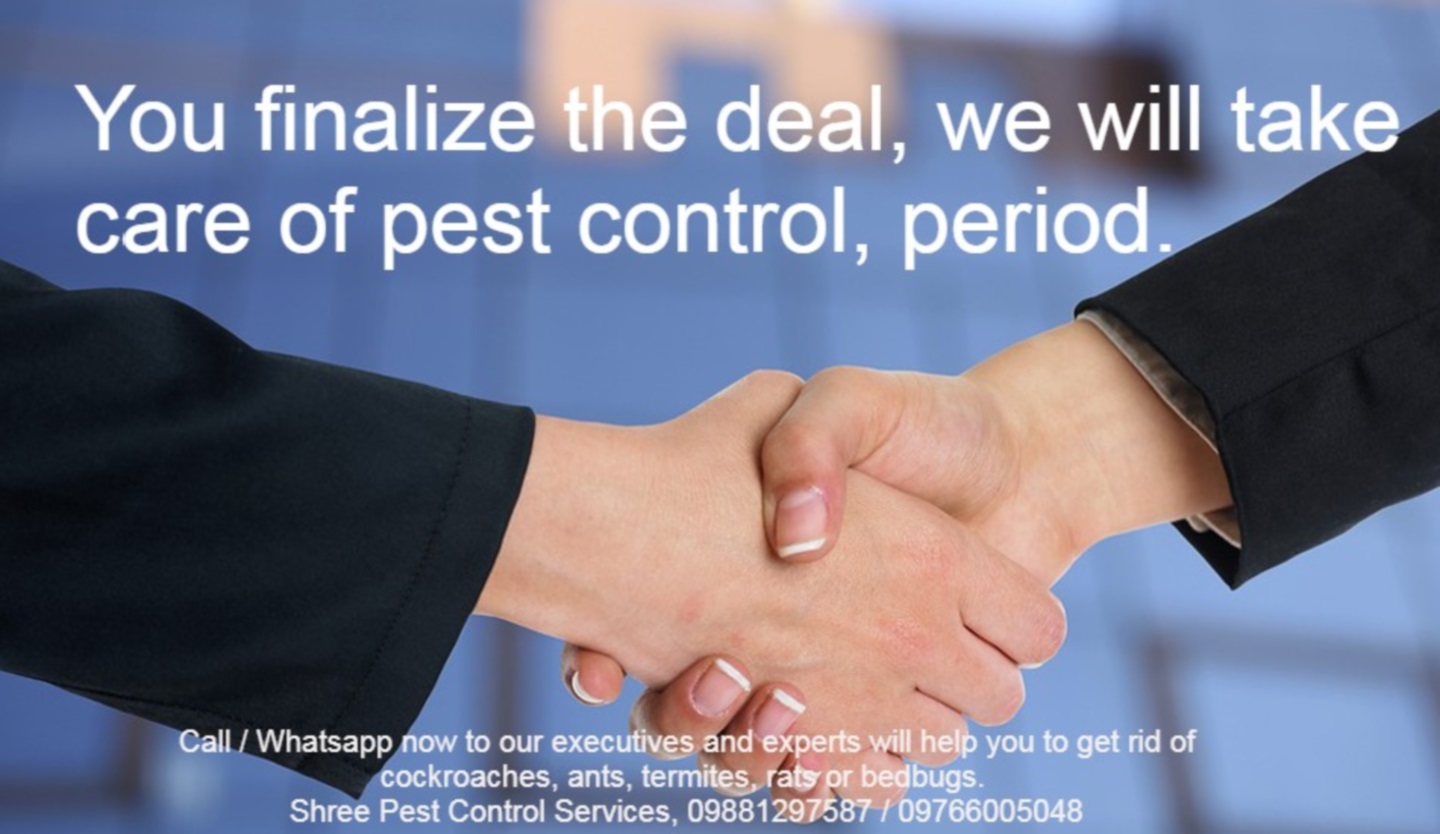 You finalize the deal, we will take
care of pest control, period.
Call / Whatsapp now to our executives and experts will help you to get rid of
cockroaches, ants, termites, rats or bedbugs.
Shree Pest Control Services, 09881297587 / 09766005048